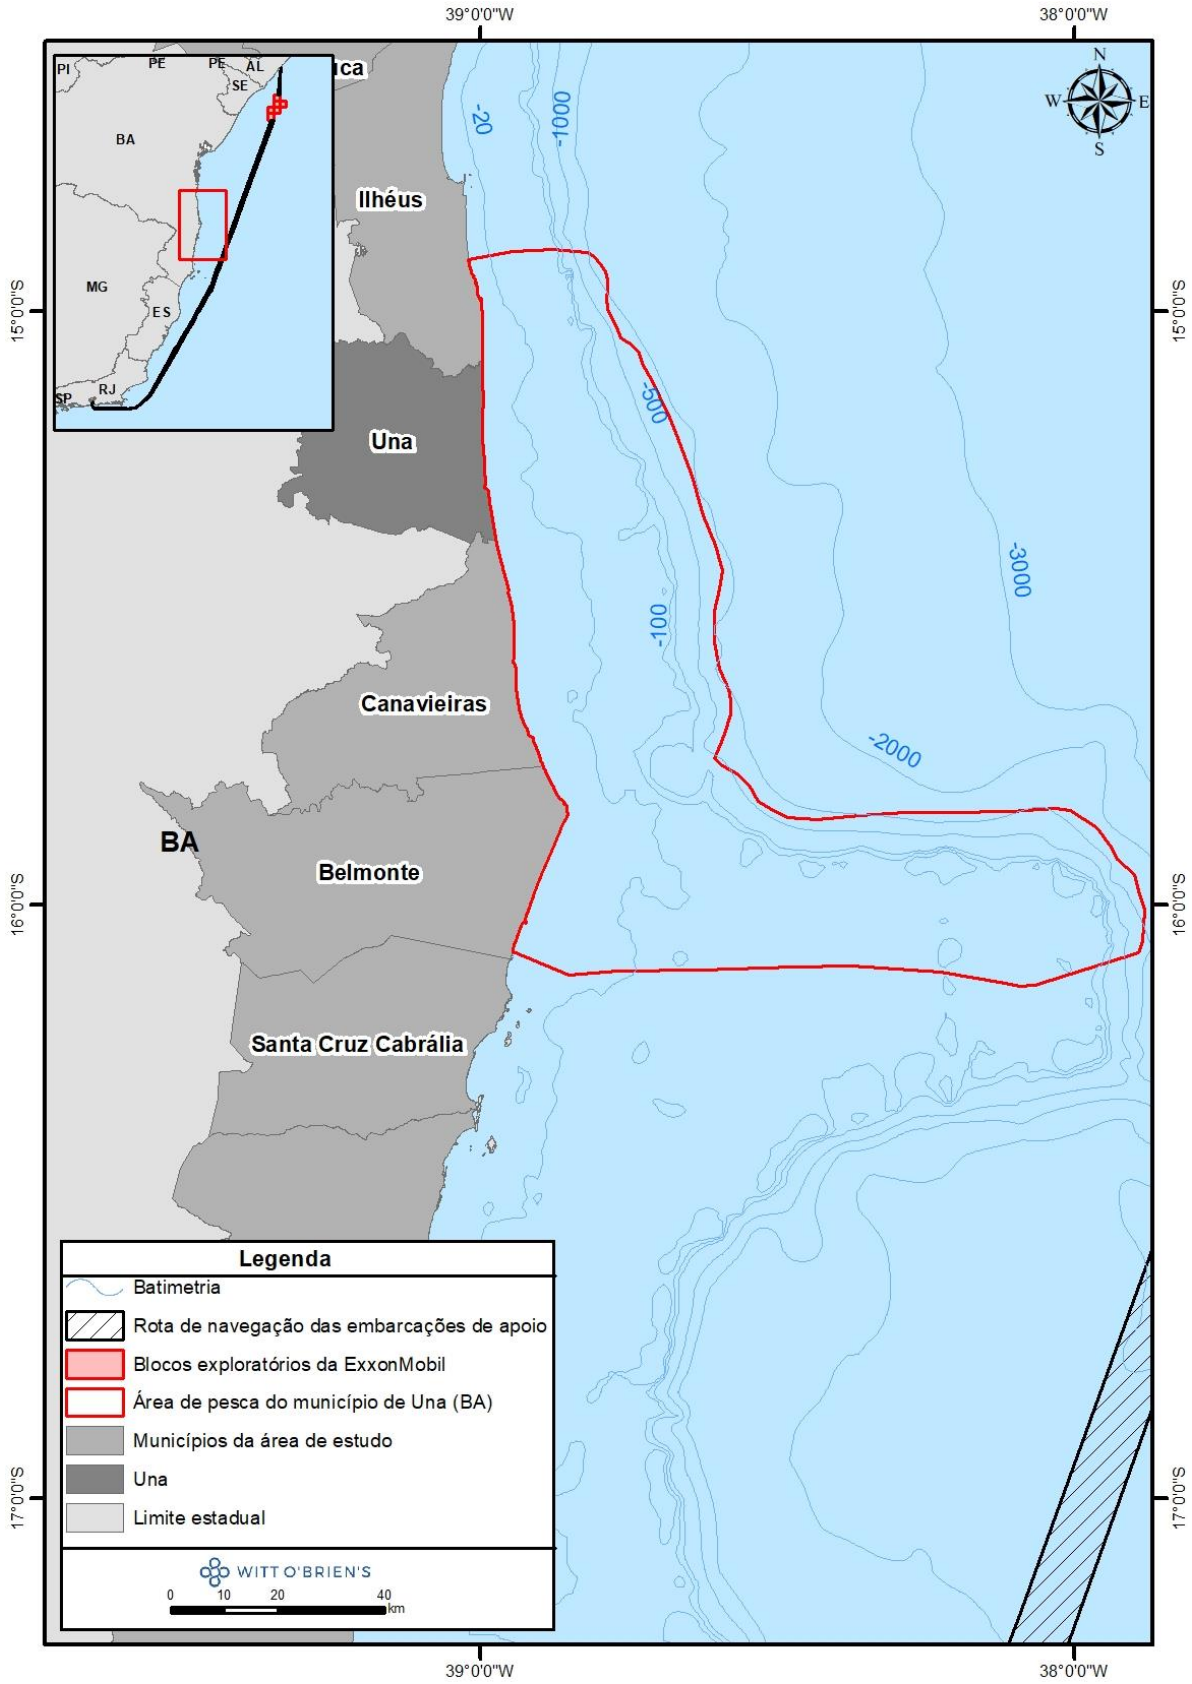 39°0'0"W
38°0'0"W
PI
PE
PE
AL
SE
BA
MG
ES
RJ
SP
uca
-20
-1000
N
W
E
S
Ilhéus
15°0'0"S
15°0'0"S
-500
Una
-3000
-100
Canavieiras
-2000
BA
Belmonte
16°0'0"S
16°0'0"S
Santa Cruz Cabrália
Legenda
Batimetria
Rota de navegação das embarcações de apoio
Blocos exploratórios da ExxonMobil
Área de pesca do município de Una (BA)
Municípios da área de estudo
Una
Limite estadual
17°0'0"S
17°0'0"S
WITT O'BRIEN'S
0 10 20 40
km
39°0'0"W
38°0'0"W